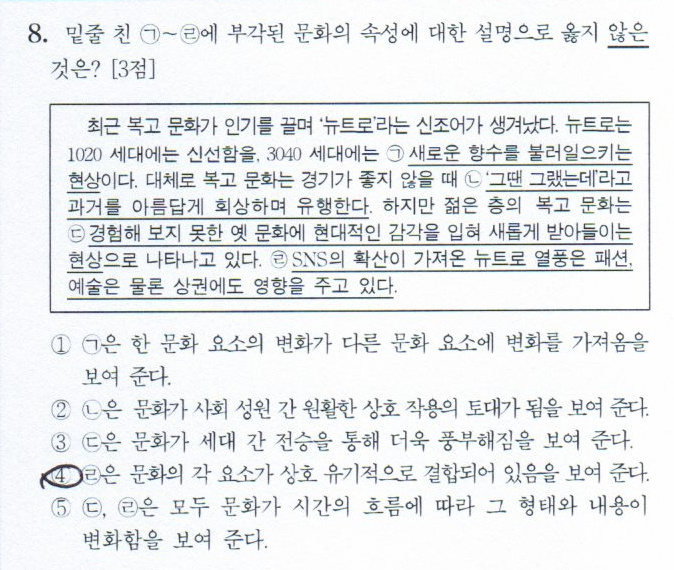 8. 밑줄 친 ㉠~㉣에 부각된 문화의 속성에 대한 설명으로 옳지 않은
것은? [3점]
최근 복고 문화가 인기를 끌며 '뉴트로'라는 신조어가 생겨났다. 뉴트로는
1020 세대에는 신선함을, 3040 세대에는 ㉠새로운 향수를 불러일으키는
현상이다. 대체로 복고 문화는 경기가 좋지 않을 때 ㉡'그땐 그랬는데'라고
과거를 아름답게 회상하며 유행한다. 하지만 젊은 층의 복고 문화는
㉢경험해 보지 못한 옛 문화에 현대적인 감각을 입혀 새롭게 받아들이는
현상으로 나타나고 있다. ㉣SNS의 확산이 가져온 뉴트로 열풍은 패션,
예술은 물론 상권에도 영향을 주고 있다.
① ㉠은 한 문화 요소의 변화가 다른 문화 요소에 변화를 가져옴을
보여 준다.
② ㉡은 문화가 사회 성원 간 원활한 상호 작용의 토대가 됨을 보여 준다.
③ ㉢은 문화가 세대 간 전승을 통해 더욱 풍부해짐을 보여 준다.
④ ㉣은 문화의 각 요소가 상호 유기적으로 결합되어 있음을 보여 준다.
⑤ ㉢, ㉣은 모두 문화가 시간의 흐름에 따라 그 형태와 내용이
변화함을 보여 준다.